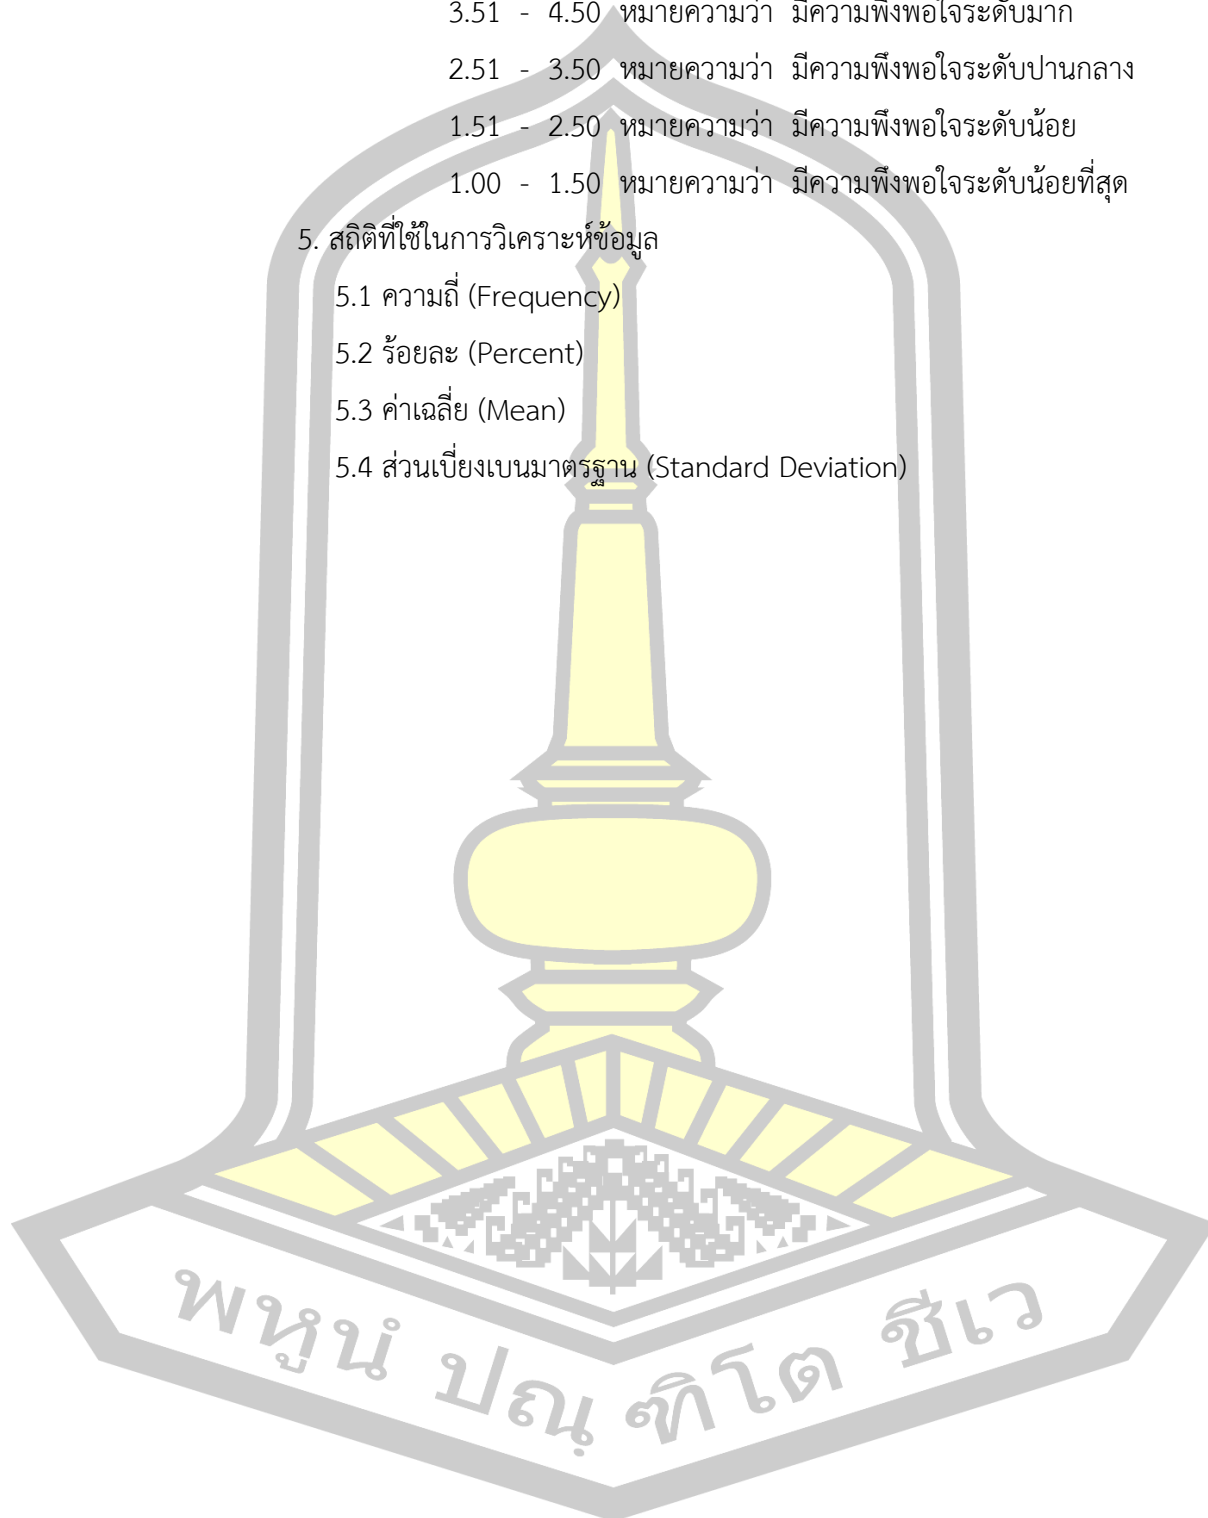 3.51 - 4.50 หมายความว่า มีความพึงพอใจระดับมาก
2.51 - 3.50 หมายความว่า มีความพึงพอใจระดับปานกลาง
1.51 - 2.50 หมายความว่า มีความพึงพอใจระดับน้อย
1.00 - 1.50 หมายความว่า มีความพึงพอใจระดับน้อยที่สุด
5. สถิติที่ใช้ในการวิเคราะห์ข้อมูล
5.1 ความถี่ (Frequency)
5.2 ร้อยละ (Percent)
5.3 ค่าเฉลี่ย (Mean)
5.4 ส่วนเบี่ยงเบนมาตรฐาน (Standard Deviation)
พหูนํ ปณฺฑิโต ชีเว